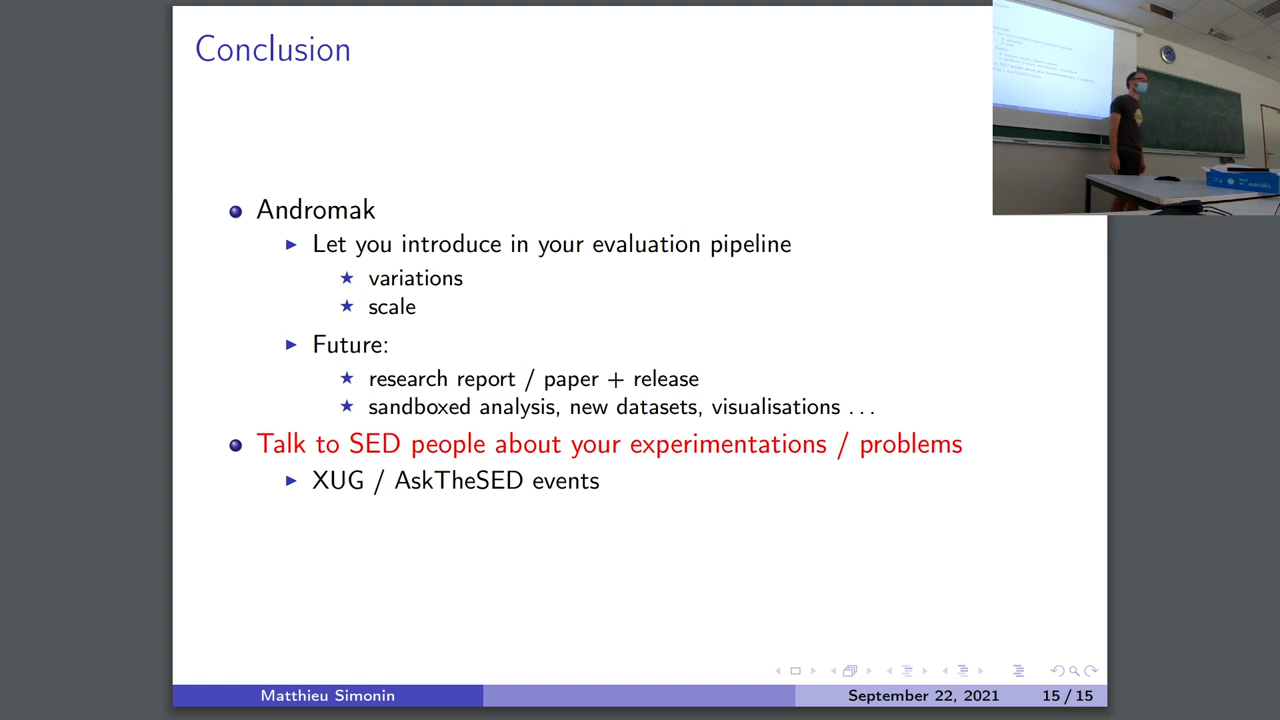 Conclusion
Andromak
Let you introduce in your evaluation pipeline
variations
scale
Future:
research report / paper + release
sandboxed analysis, new datasets, visualisations ...
Talk to SED people about your experimentations / problems
XUG / AskTheSED events
Matthieu Simonin
September 22, 2021
15 / 15